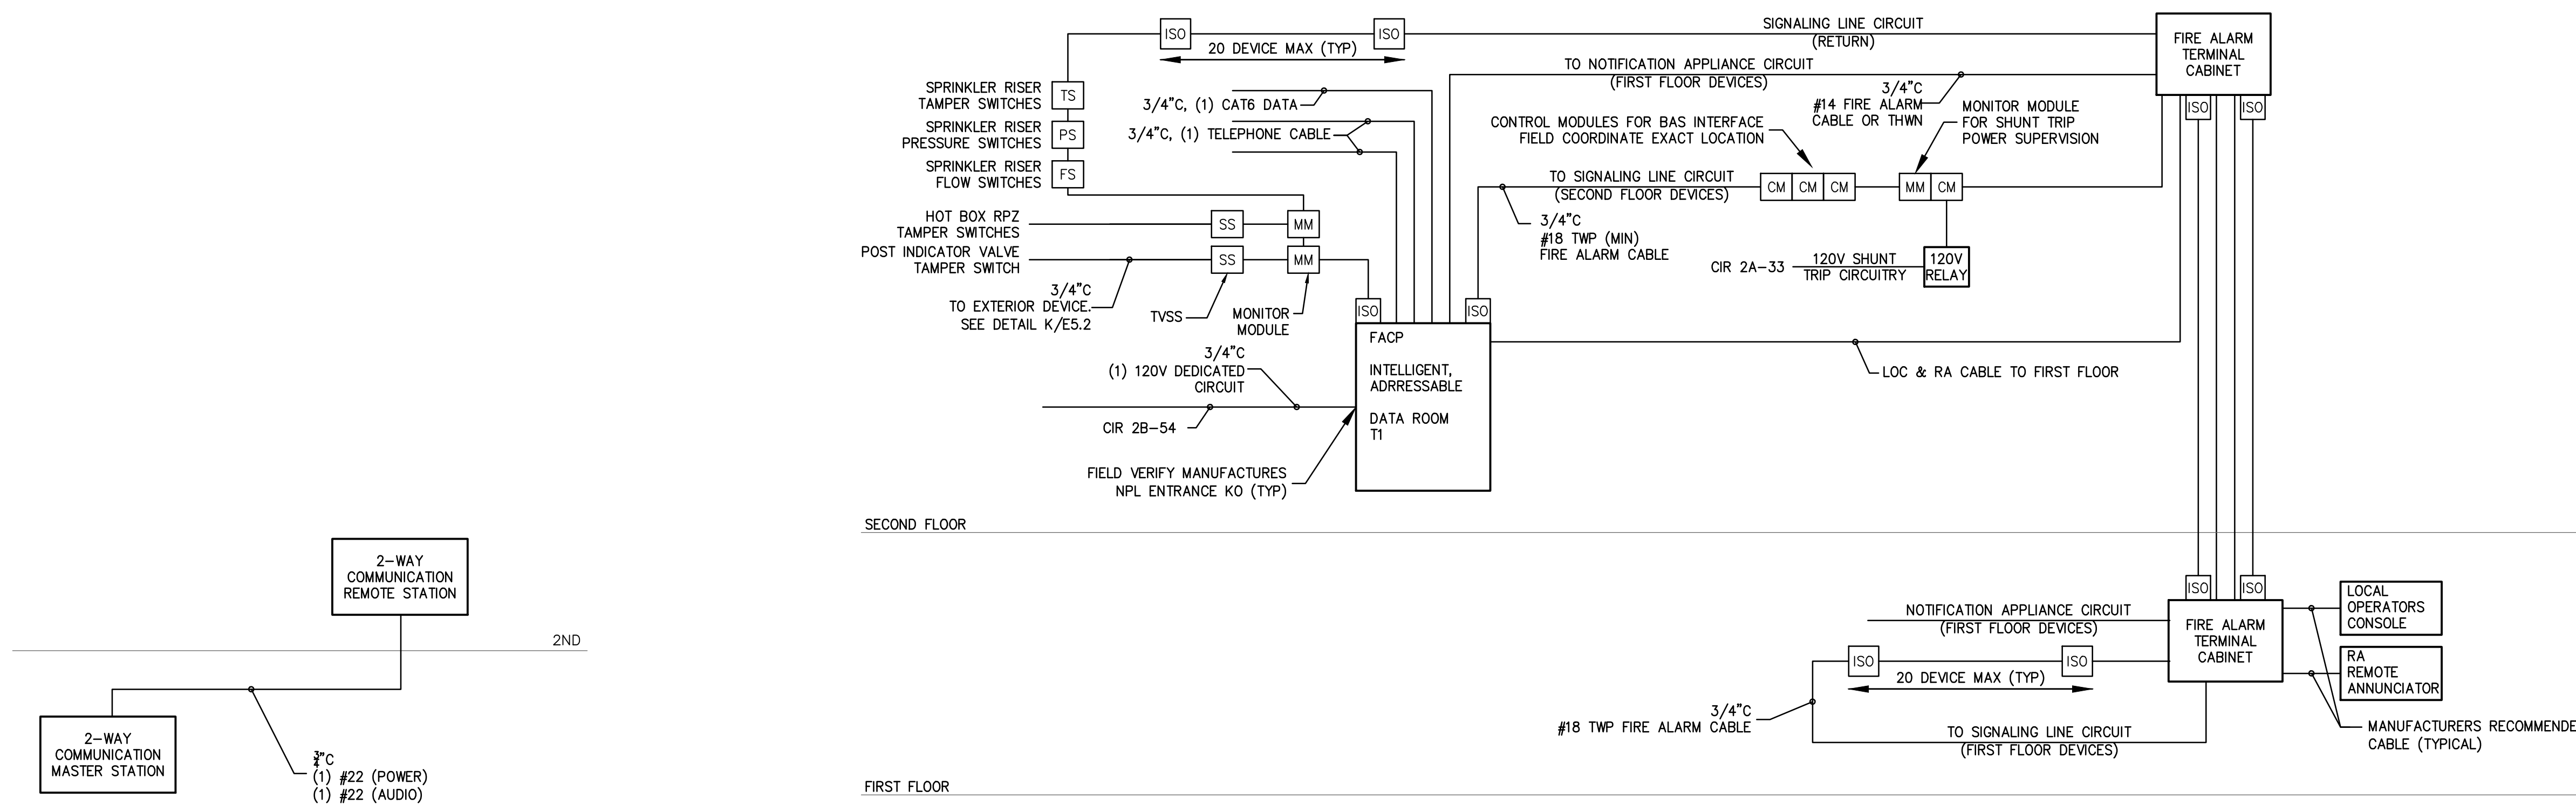 ISO
ISO
20 DEVICE MAX (TYP)
SIGNALING LINE CIRCUIT
(RETURN)
FIRE ALARM
TERMINAL
CABINET
ISO
ISO
SPRINKLER RISER
TAMPER SWITCHES
TS
SPRINKLER RISER
PRESSURE SWITCHES
PS
SPRINKLER RISER
FLOW SWITCHES
FS
3/4"C, (1) CAT6 DATA
3/4"C, (1) TELEPHONE CABLE
TO NOTIFICATION APPLIANCE CIRCUIT
(FIRST FLOOR DEVICES)
3/4"C
#14 FIRE ALARM
CABLE OR THWN
MONITOR MODULE
FOR SHUNT TRIP
POWER SUPERVISION
CONTROL MODULES FOR BAS INTERFACE
FIELD COORDINATE EXACT LOCATION
TO SIGNALING LINE CIRCUIT
(SECOND FLOOR DEVICES)
CM
CM
CM
MM
CM
3/4"C
#18 TWP (MIN)
FIRE ALARM CABLE
CIR 2A-33
120V SHUNT
TRIP CIRCUITRY
120V
RELAY
HOT BOX RPZ
TAMPER SWITCHES
SS
MM
POST INDICATOR VALVE
TAMPER SWITCH
SS
MM
3/4"C
TO EXTERIOR DEVICE.
SEE DETAIL K/E5.2
TVSS
MONITOR
MODULE
ISO
ISO
FACP
INTELLIGENT,
ADRRESSABLE
DATA ROOM
T1
3/4"C
(1) 120V DEDICATED
CIRCUIT
CIR 2B-54
FIELD VERIFY MANUFACTURES
NPL ENTRANCE KO (TYP)
LOC & RA CABLE TO FIRST FLOOR
SECOND FLOOR
2-WAY
COMMUNICATION
REMOTE STATION
2ND
2-WAY
COMMUNICATION
MASTER STATION
3/4"C
(1) #22 (POWER)
(1) #22 (AUDIO)
ISO
ISO
FIRE ALARM
TERMINAL
CABINET
NOTIFICATION APPLIANCE CIRCUIT
(FIRST FLOOR DEVICES)
ISO
ISO
20 DEVICE MAX (TYP)
3/4"C
#18 TWP FIRE ALARM CABLE
TO SIGNALING LINE CIRCUIT
(FIRST FLOOR DEVICES)
LOCAL
OPERATORS
CONSOLE
RA
REMOTE
ANNUNCIATOR
MANUFACTURERS RECOMMENDE
CABLE (TYPICAL)
FIRST FLOOR